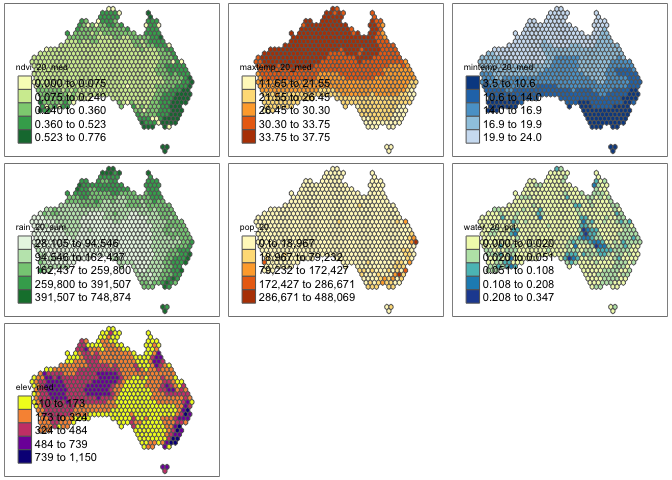 ndvi_20_med
0.000 to 0.075
0.075 to 0.240
0.240 to 0.360
0.360 to 0.523
0.523 to 0.776
maxtemp_20_med
11.65 to 21.55
21.55 to 26.45
26.45 to 30.30
30.30 to 33.75
33.75 to 37.75
mintemp_20_med
3.5 to 10.6
10.6 to 14.0
14.0 to 16.9
16.9 to 19.9
19.9 to 24.0
rain_20_sum
28,105 to 94,546
94,546 to 162,437
162,437 to 259,800
259,800 to 391,507
391,507 to 748,874
pop_20
0 to 18,967
18,967 to 79,232
79,232 to 172,427
172,427 to 286,671
286,671 to 488,069
water_20_pct
0.000 to 0.020
0.020 to 0.051
0.051 to 0.108
0.108 to 0.208
0.208 to 0.347
elev_med
-10 to 173
173 to 324
324 to 484
484 to 739
739 to 1,150